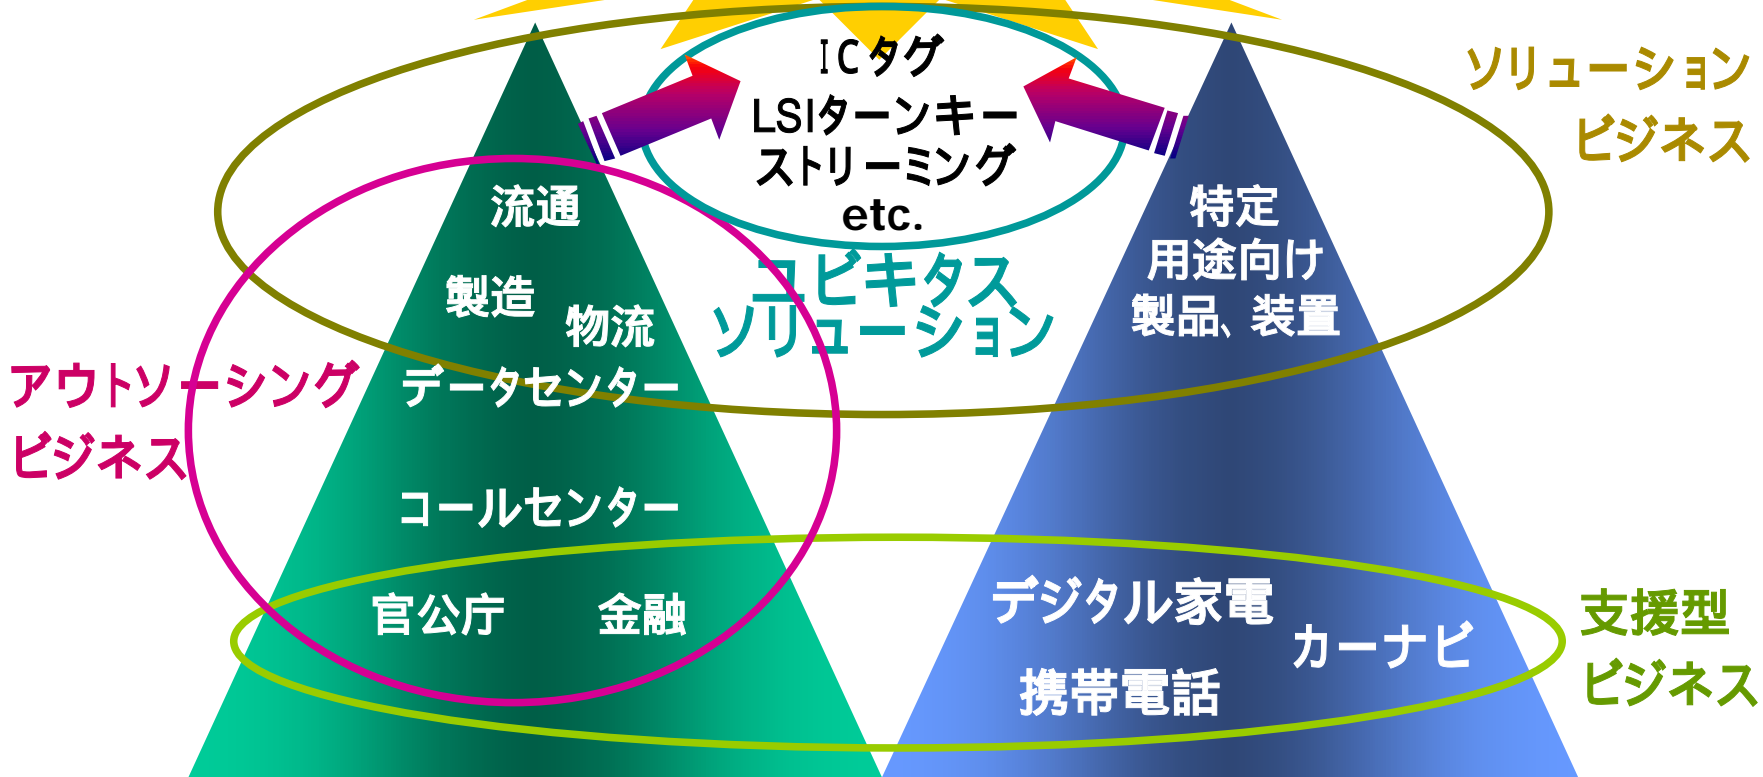 ICタグ
LSIターンキー
ストリーミング
etc.
ユビキタス
ソリューション
ソリューション
ビジネス
流通
製造
物流
データセンター
コールセンター
官公庁
金融
特定
用途向け
製品、装置
デジタル家電
カーナビ
携帯電話
アウトソーシング
ビジネス
支援型
ビジネス